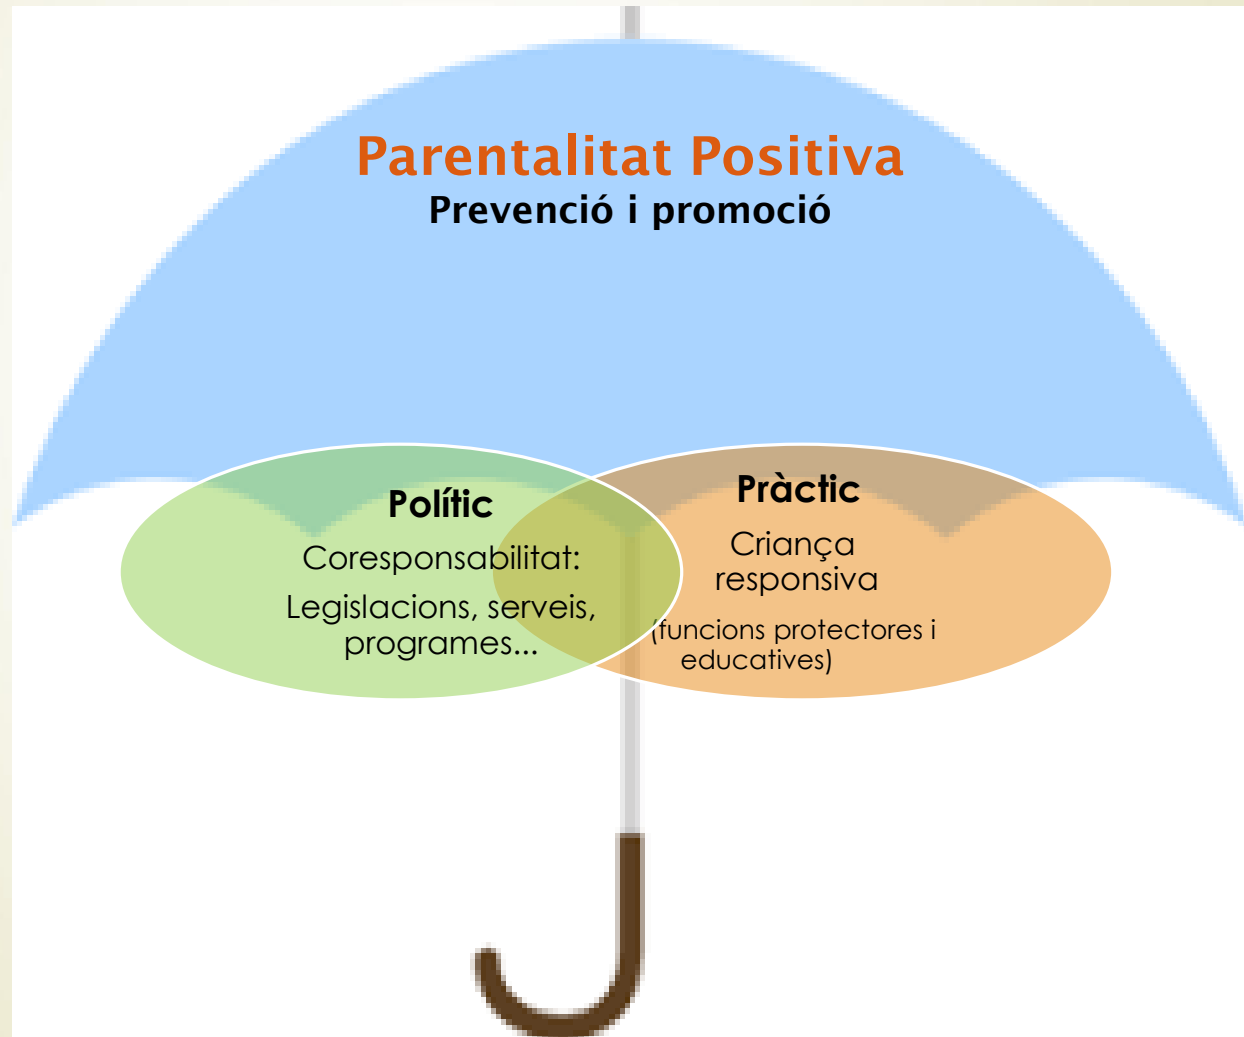 Parentalitat Positiva
Prevenció i promoció
Polític
Coresponsabilitat:
Legislacions, serveis,
programes...
Pràctic
Criança
responsiva
(funcions protectores i
educatives)